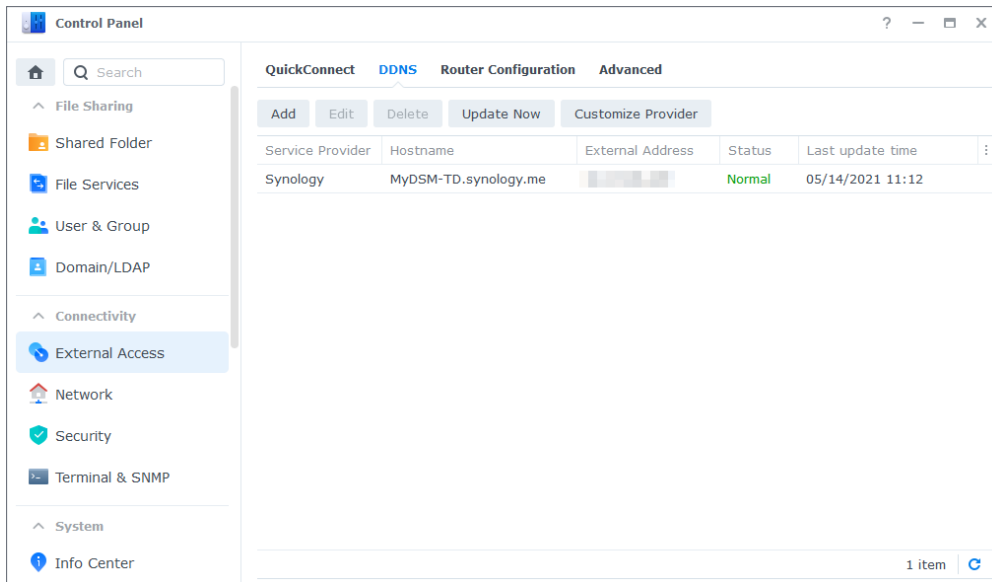 Control Panel
?
Search
File Sharing
Shared Folder
File Services
User & Group
Domain/LDAP
Connectivity
External Access
Network
Security
Terminal & SNMP
System
Info Center
QuickConnect DDNS Router Configuration Advanced
Add Edit Delete Update Now Customize Provider
Service Provider Hostname External Address Status Last update time
Synology MyDSM-TD.synology.me Normal 05/14/2021 11:12
1 item